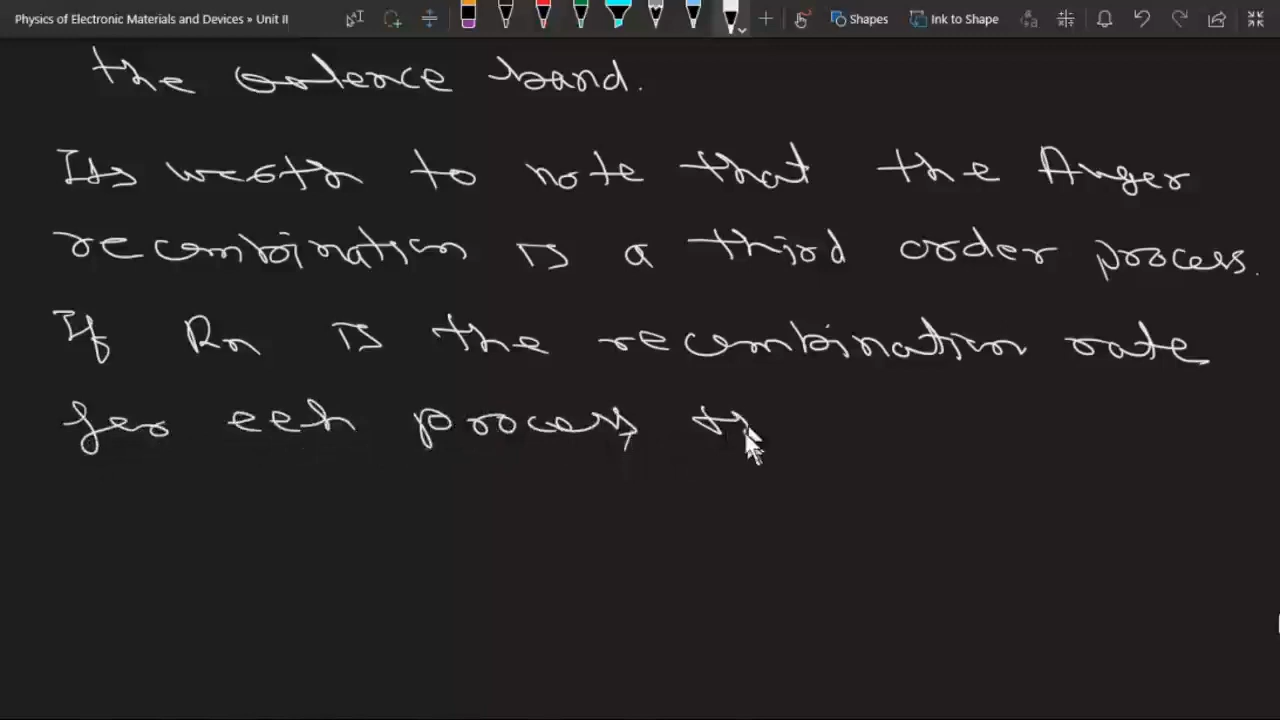 Physics of Electronic Materials and Devices » Unit II
Shapes
Ink to Shape
the valence band.
Its worth to note that the Auger
recombination is a third order process.
If Rn is the recombination rate
for eeh process,